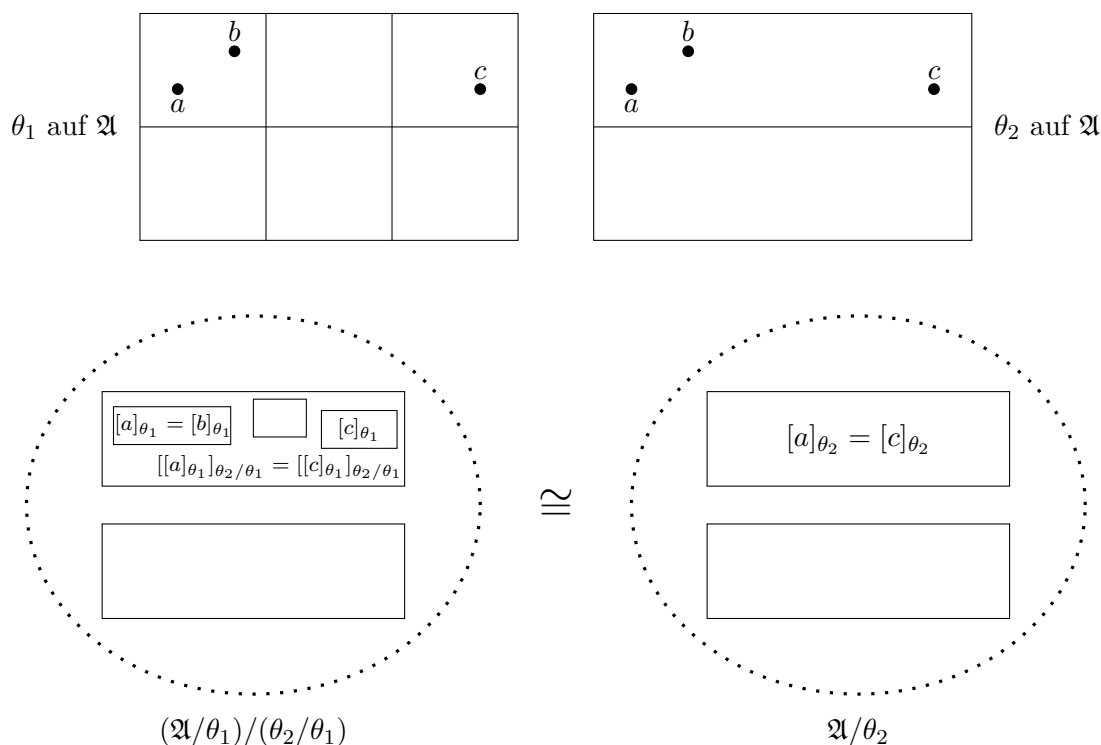 b
a
c
θ₁ auf 𝔄
b
a
c
θ₂ auf 𝔄
[a]_{θ₁} = [b]_{θ₁}
[c]_{θ₁}
[[a]_{θ₁}]_{θ₂/θ₁} = [[c]_{θ₁}]_{θ₂/θ₁}
≅
[a]_{θ₂} = [c]_{θ₂}
(𝔄/θ₁)/(θ₂/θ₁)
𝔄/θ₂